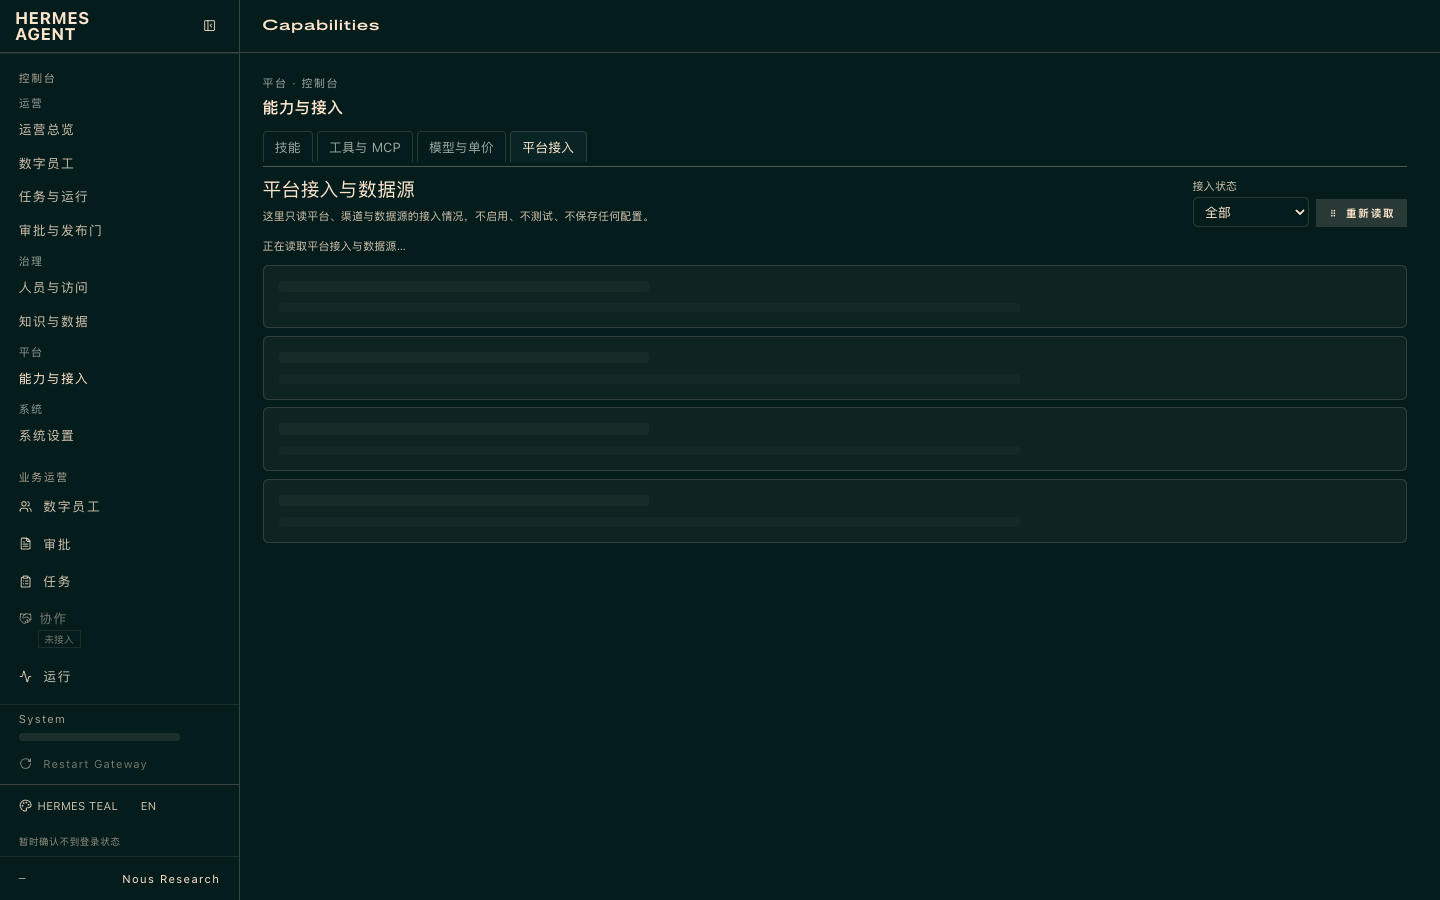 HERMES
AGENT
控制台
运营
运营总览
数字员工
任务与运行
审批与发布门
治理
人员与访问
知识与数据
平台
能力与接入
系统
系统设置
业务运营
数字员工
审批
任务
协作
未接入
运行
System
Restart Gateway
HERMES TEAL EN
暂时确认不到登录状态
– Nous Research
Capabilities
平台 · 控制台
能力与接入
技能 工具与 MCP 模型与单价 平台接入
平台接入与数据源
这里只读平台、渠道与数据源的接入情况，不启用、不测试、不保存任何配置。
接入状态
全部 重新读取
正在读取平台接入与数据源…